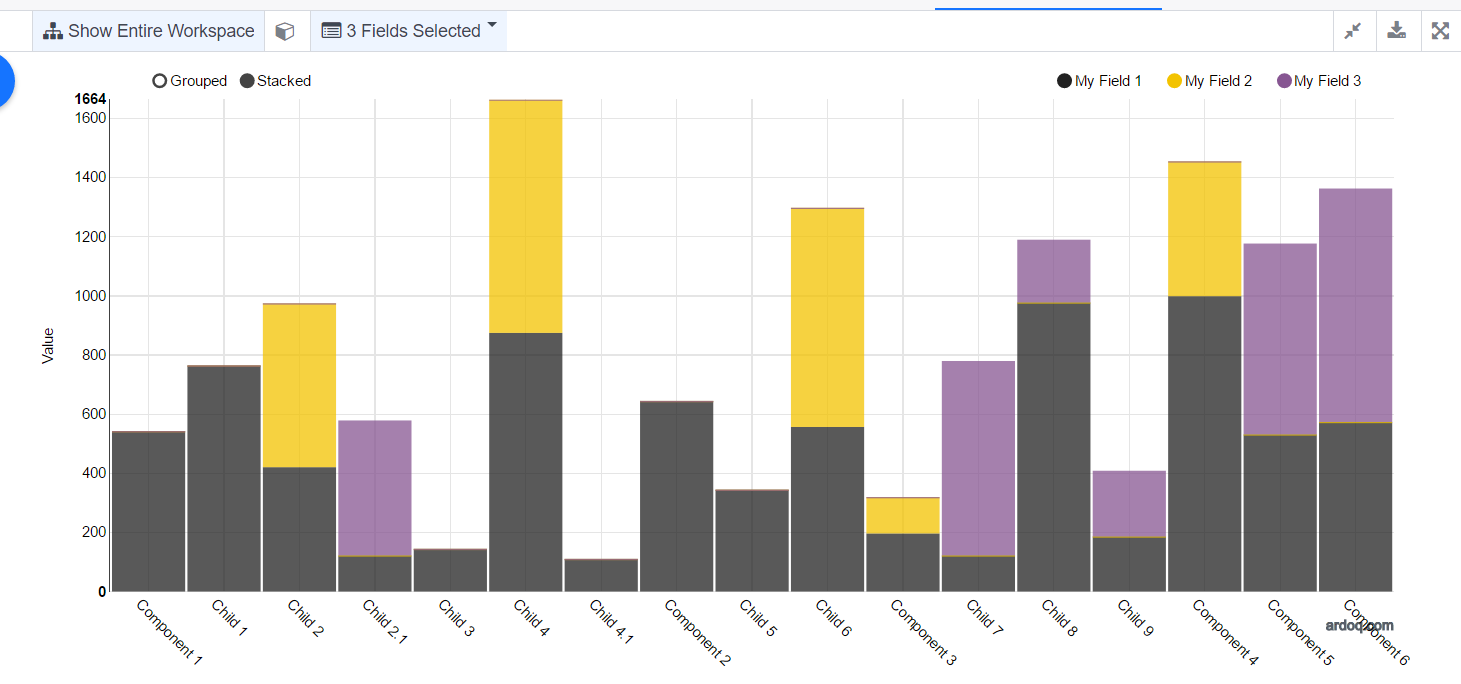 Show Entire Workspace 3 Fields Selected
Grouped Stacked My Field 1 My Field 2 My Field 3
1664
1600
1400
1200
1000
800
600
400
200
0
Value
Component 1
Child 1
Child 2
Child 2.1
Child 3
Child 4
Child 4.1
Component 2
Child 5
Child 6
Component 3
Child 7
Child 8
Child 9
Component 4
Component 5
Component 6
ardoq.com